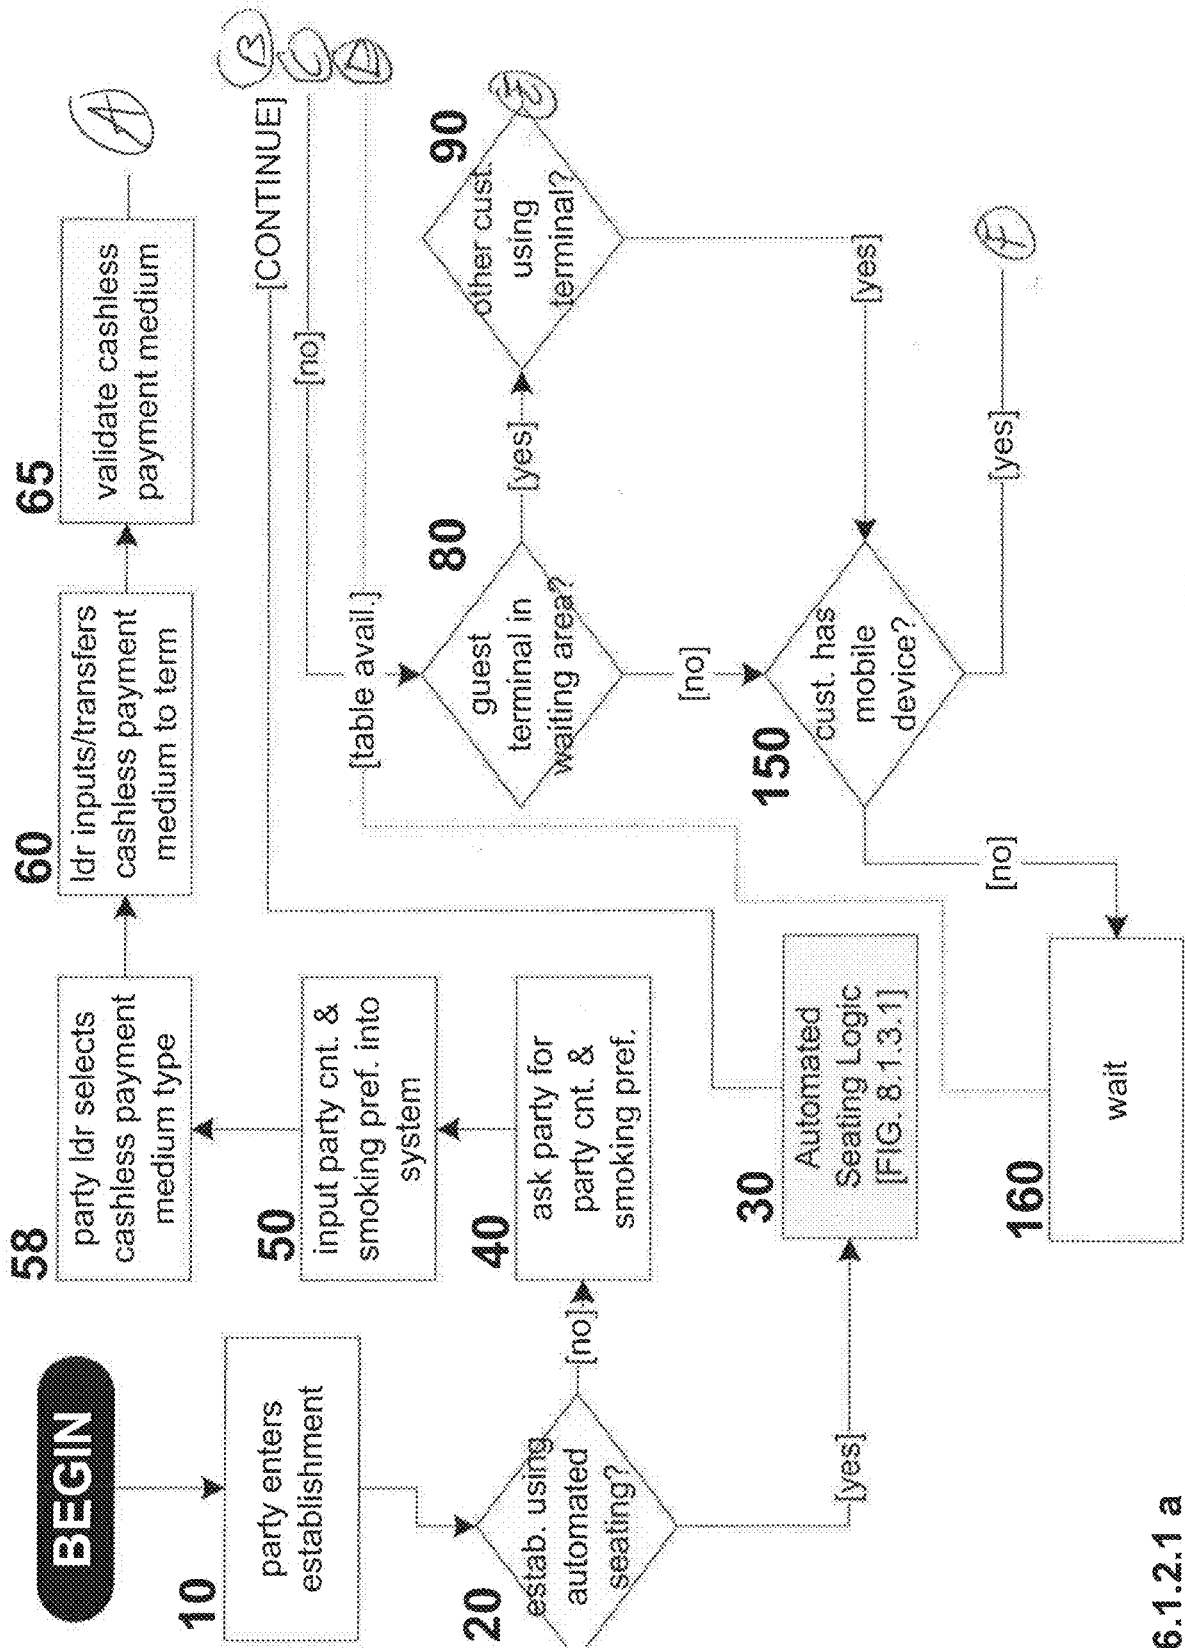 BEGIN
10
party enters
establishment
20
estab. using
automated
seating?
[no]
[yes]
30
Automated
Seating Logic
[FIG. 8.1.3.1]
[CONTINUE]
B
40
ask party for
party cnt. &
smoking pref.
50
input party cnt. &
smoking pref. into
system
58
party ldr selects
cashless payment
medium type
60
ldr inputs/transfers
cashless payment
medium to term
65
validate cashless
payment medium
A
C
[no]
D
[table avail.]
80
guest
terminal in
waiting area?
[yes]
[no]
90
other cust.
using
terminal?
E
[yes]
150
cust. has
mobile
device?
[yes]
F
[no]
160
wait
6.1.2.1 a